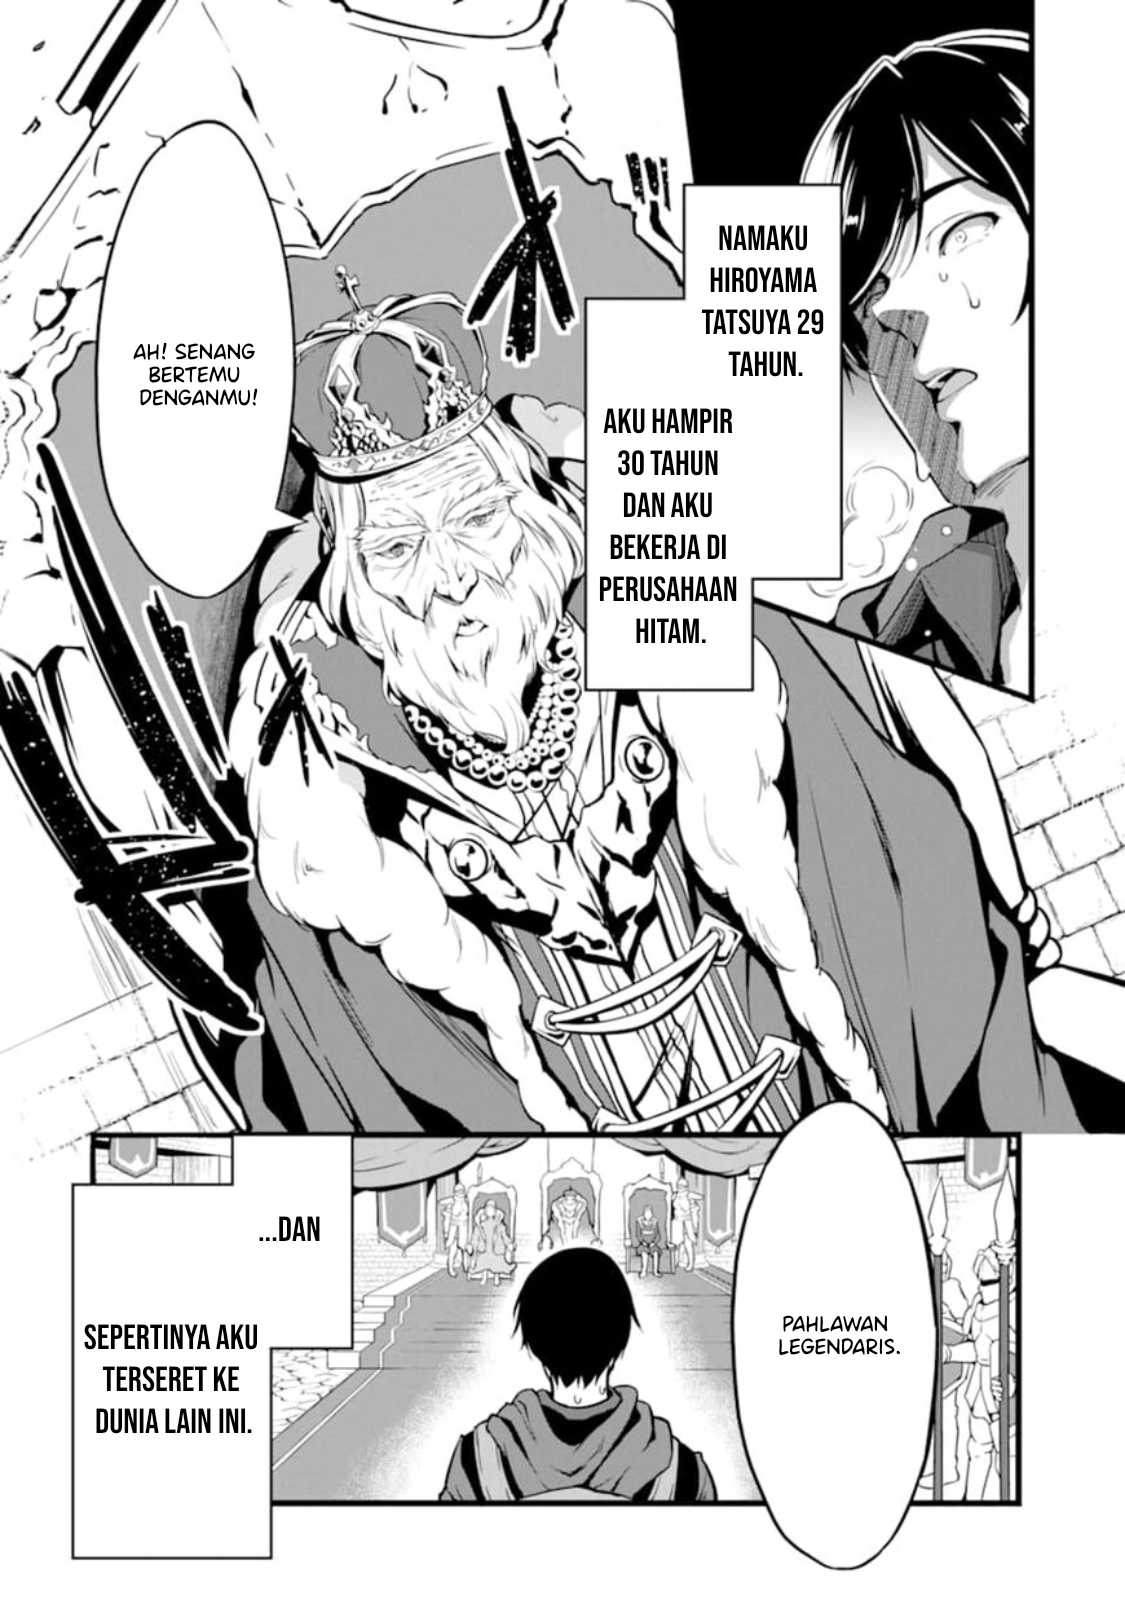 NAMAKU
HIROYAMA
TATSUYA 29
TAHUN.
AKU HAMPIR
30 TAHUN
DAN AKU
BEKERJA DI
PERUSAHAAN
HITAM.
AH! SENANG
BERTEMU
DENGANMU!
PAHLAWAN
LEGENDARIS.
...DAN
SEPERTINYA AKU
TERSERET KE
DUNIA LAIN INI.